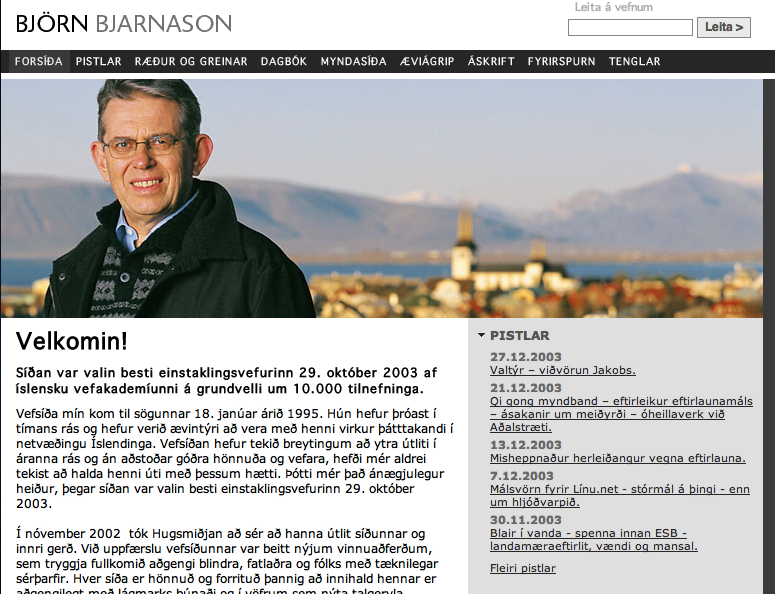 BJÖRN BJARNASON
Leita á vefnum
Leita >
FORSÍÐA PISTLAR RÆÐUR OG GREINAR DAGBÓK MYNDASÍÐA ÆVIÁGRIP ÁSKRIFT FYRIRSPURN TENGLAR
Velkomin!
Síðan var valin besti einstaklingsvefurinn 29. október 2003 af
íslensku vefakademíunni á grundvelli um 10.000 tilnefninga.
Vefsíða mín kom til sögunnar 18. janúar árið 1995. Hún hefur þróast í
tímans rás og hefur verið ævintýri að vera með henni virkur þátttakandi í
netvæðingu Íslendinga. Vefsíðan hefur tekið breytingum að ytra útliti í
áranna rás og án aðstoðar góðra hönnuða og vefara, hefði mér aldrei
tekist að halda henni úti með þessum hætti. Þótti mér það ánægjulegur
heiður, þegar síðan var valin besti einstaklingsvefurinn 29. október
2003.
Í nóvember 2002 tók Hugsmiðjan að sér að hanna útlit síðunnar og
innri gerð. Við uppfærslu vefsíðunnar var beitt nýjum vinnuaðferðum,
sem tryggja fullkomið aðgengi blindra, fatlaðra og fólks með tæknilegar
sérþarfir. Hver síða er hönnuð og forrituð þannig að innihald hennar er
aðgengilegt með lágmarks búnaði og í vöfrum sem nýta talgervla
PISTLAR
27.12.2003
Valtýr – viðvörun Jakobs.
21.12.2003
Qi gong myndband – eftirleikur eftirlaunamáls
– ásakanir um meiðyrði – óheillaverk við
Aðalstræti.
13.12.2003
Misheppnaður herleiðangur vegna eftirlauna.
7.12.2003
Málsvörn fyrir Línu.net - stórmál á þingi - enn
um hljóðvarpið.
30.11.2003
Blair í vanda - spenna innan ESB -
landamæraeftirlit, vændi og mansal.
Fleiri pistlar